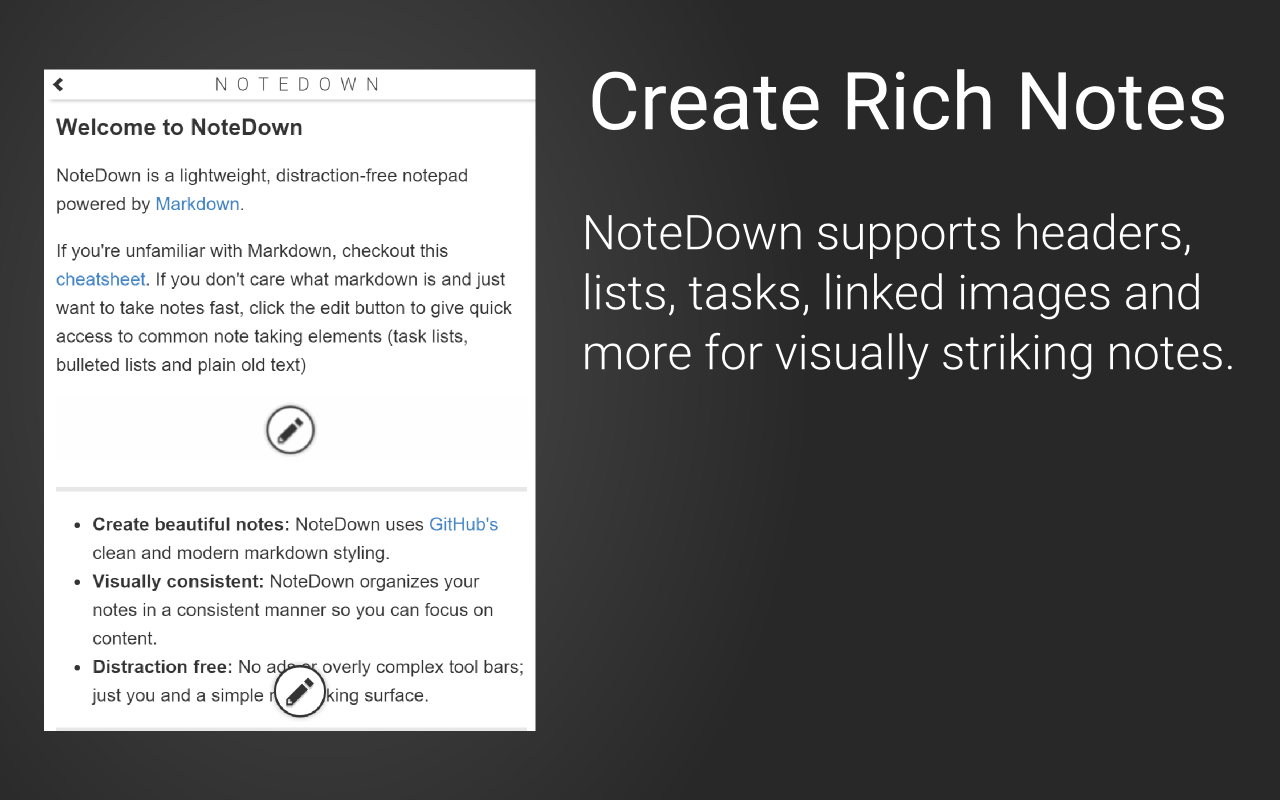 NOTEDOWN
Welcome to NoteDown
NoteDown is a lightweight, distraction-free notepad
powered by Markdown.
If you're unfamiliar with Markdown, checkout this
cheatsheet. If you don't care what markdown is and just
want to take notes fast, click the edit button to give quick
access to common note taking elements (task lists,
bulleted lists and plain old text)
• Create beautiful notes: NoteDown uses GitHub's
clean and modern markdown styling.
• Visually consistent: NoteDown organizes your
notes in a consistent manner so you can focus on
content.
• Distraction free: No ads or overly complex tool bars;
just you and a simple king surface.
Create Rich Notes
NoteDown supports headers,
lists, tasks, linked images and
more for visually striking notes.